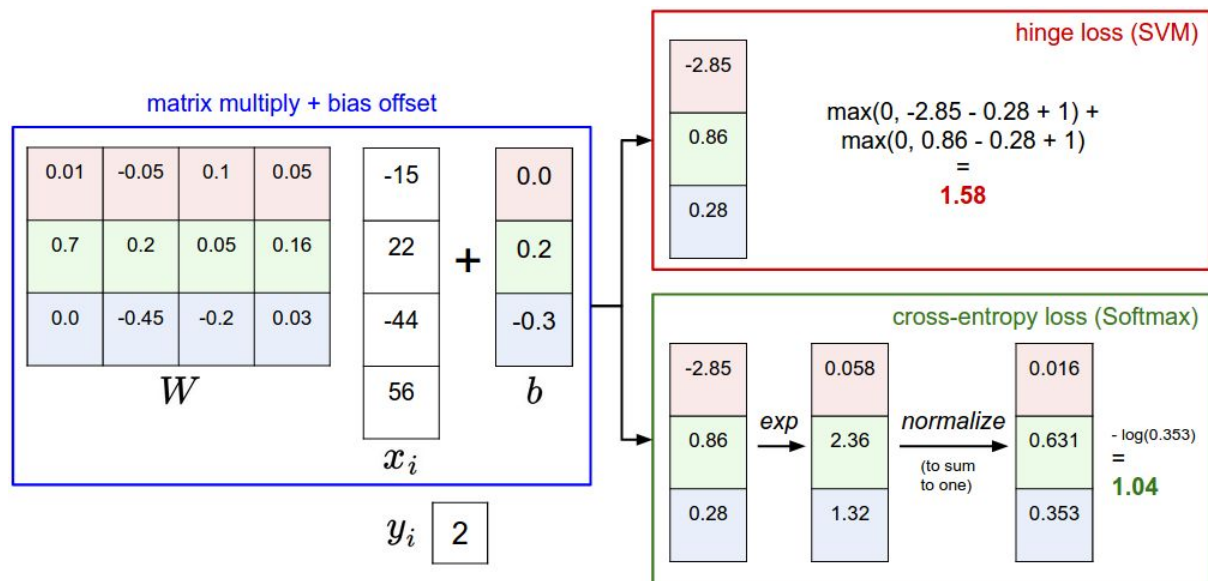 matrix multiply + bias offset
0.01 -0.05 0.1 0.05
0.7 0.2 0.05 0.16
0.0 -0.45 -0.2 0.03
W
-15
22
-44
56
x_i
+
0.0
0.2
-0.3
b
y_i 2
hinge loss (SVM)
-2.85
0.86
0.28
max(0, -2.85 - 0.28 + 1) +
max(0, 0.86 - 0.28 + 1)
=
1.58
cross-entropy loss (Softmax)
-2.85
0.86
0.28
exp
0.058
2.36
1.32
normalize
(to sum
to one)
0.016
0.631
0.353
- log(0.353)
=
1.04